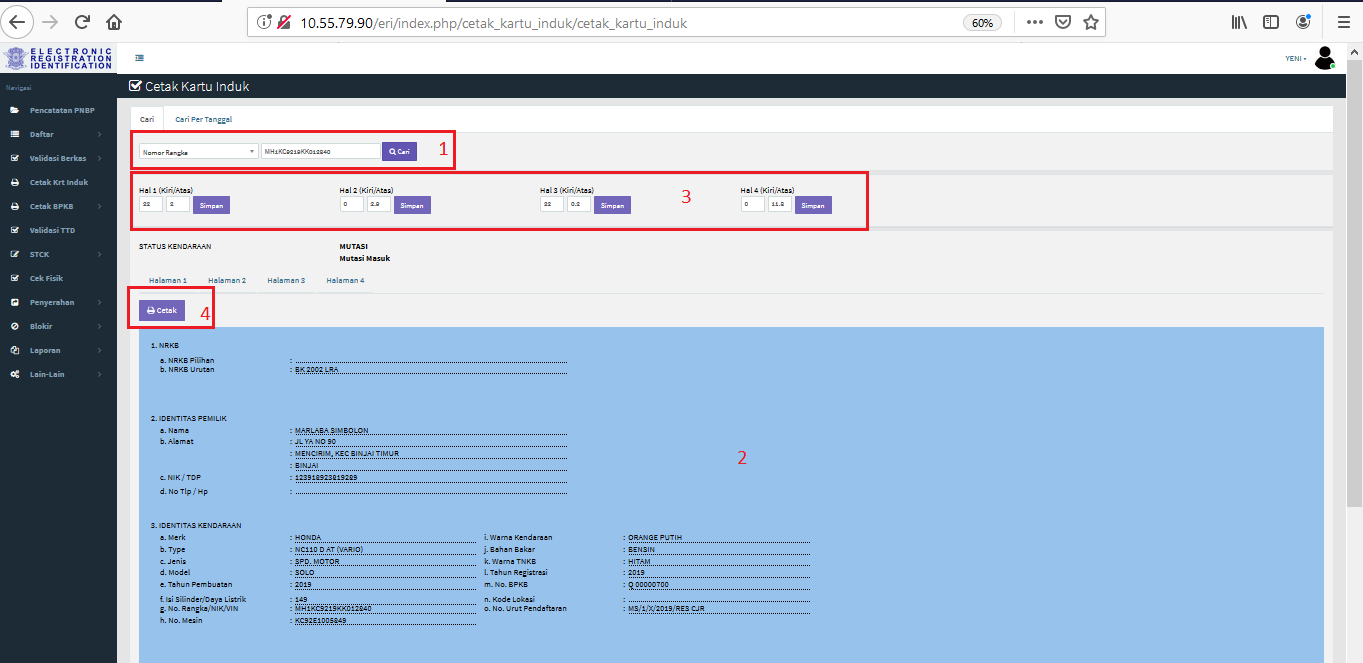 10.55.79.90/eri/index.php/cetak_kartu_induk/cetak_kartu_induk
60%
ELECTRONIC
REGISTRATION
IDENTIFICATION
YENI
Navigasi
Pencatatan PNBP
Daftar
Validasi Berkas
Cetak Krt Induk
Cetak BPKB
Validasi TTD
STCK
Cek Fisik
Penyerahan
Blokir
Laporan
Lain-Lain
Cetak Kartu Induk
Cari Cari Per Tanggal
Nomor Rangka MH1KC9219KK012840 Cari 1
Hal 1 (Kiri/Atas) Hal 2 (Kiri/Atas) Hal 3 (Kiri/Atas) Hal 4 (Kiri/Atas)
22 2 Simpan 0 2.9 Simpan 22 0.2 Simpan 3 0 11.8 Simpan
STATUS KENDARAAN MUTASI
Mutasi Masuk
Halaman 1 Halaman 2 Halaman 3 Halaman 4
Cetak 4
1. NRKB
a. NRKB Pilihan :
b. NRKB Urutan : BK 2002 LRA
2. IDENTITAS PEMILIK
a. Nama : MARLABA SIMBOLON
b. Alamat : JL YA NO 90
: MENCIRIM, KEC BINJAI TIMUR
: BINJAI
2
c. NIK / TDP : 123918923819289
d. No Tlp / Hp :
3. IDENTITAS KENDARAAN
a. Merk : HONDA i. Warna Kendaraan : ORANGE PUTIH
b. Type : NC110 D AT (VARIO) j. Bahan Bakar : BENSIN
c. Jenis : SPD. MOTOR k. Warna TNKB : HITAM
d. Model : SOLO l. Tahun Registrasi : 2019
e. Tahun Pembuatan : 2019 m. No. BPKB : Q 00000700
f. Isi Silinder/Daya Listrik : 149 n. Kode Lokasi :
g. No. Rangka/NIK/VIN : MH1KC9219KK012840 o. No. Urut Pendaftaran : MS/1/X/2019/RES CJR
h. No. Mesin : KC92E1005849